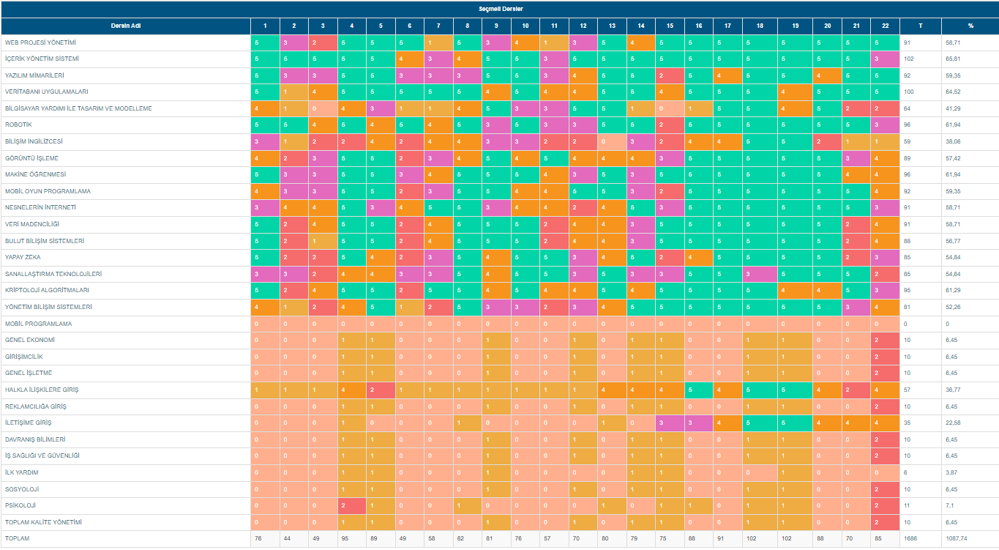 Seçmeli Dersler
Dersin Adi 1 2 3 4 5 6 7 8 9 10 11 12 13 14 15 16 17 18 19 20 21 22 T %
WEB PROJESİ YÖNETİMİ 5 3 2 5 5 5 1 5 3 4 1 3 5 4 5 5 5 5 5 5 5 5 91 58,71
İÇERİK YÖNETİM SİSTEMİ 5 5 5 5 5 4 3 4 5 5 3 5 5 5 5 5 5 5 5 5 5 3 102 65,81
YAZILIM MİMARİLERİ 5 3 3 5 5 3 3 3 5 5 3 4 5 5 2 5 4 5 5 4 5 5 92 59,35
VERİTABANI UYGULAMALARI 5 1 4 5 5 5 5 5 4 5 4 4 5 5 4 5 5 5 4 5 5 5 100 64,52
BİLGİSAYAR YARDIMI İLE TASARIM VE MODELLEME 4 1 0 4 3 1 1 4 5 3 3 5 5 1 0 1 5 5 4 5 2 2 64 41,29
ROBOTİK 5 5 4 5 4 5 4 5 3 5 3 3 5 5 2 5 5 5 5 5 5 3 96 61,94
BİLİŞİM İNGİLİZCESİ 3 1 2 2 4 2 4 4 3 3 2 2 0 3 2 4 4 5 5 2 1 1 59 38,06
GÖRÜNTÜ İŞLEME 4 2 3 5 5 2 3 4 5 4 5 4 4 4 3 5 5 5 5 5 3 4 89 57,42
MAKİNE ÖĞRENMESİ 5 3 3 5 5 3 4 5 5 5 4 3 5 3 5 5 5 5 5 5 4 4 96 61,94
MOBİL OYUN PROGRAMLAMA 4 3 3 5 5 2 3 5 5 4 4 5 5 3 2 5 5 5 5 5 5 4 92 59,35
NESNELERİN İNTERNETİ 3 4 4 5 3 4 5 5 3 4 4 2 4 5 3 5 5 5 5 5 5 3 91 58,71
VERİ MADENCİLİĞİ 5 2 4 5 5 2 4 5 5 5 2 4 4 3 5 5 5 5 5 5 2 4 91 58,71
BULUT BİLİŞİM SİSTEMLERİ 5 2 1 5 5 2 4 5 5 5 2 4 4 3 5 5 5 5 5 5 2 4 88 56,77
YAPAY ZEKA 5 2 2 5 4 2 3 5 4 5 5 3 4 5 2 4 5 5 5 5 2 3 85 54,84
SANALLAŞTIRMA TEKNOLOJİLERİ 3 3 2 4 4 3 3 5 4 5 5 3 5 3 3 5 5 3 5 5 5 2 85 54,84
KRİPTOLOJİ ALGORİTMALARI 5 2 4 5 5 2 5 5 4 5 4 4 5 4 5 5 5 5 4 4 5 3 95 61,29
YÖNETİM BİLİŞİM SİSTEMLERİ 4 1 2 4 5 1 2 5 3 3 2 3 4 5 5 5 5 5 5 5 3 4 81 52,26
MOBİL PROGRAMLAMA 0 0 0 0 0 0 0 0 0 0 0 0 0 0 0 0 0 0 0 0 0 0 0 0
GENEL EKONOMİ 0 0 0 1 1 0 0 0 1 0 0 1 0 1 1 0 0 1 1 0 0 2 10 6,45
GİRİŞİMCİLİK 0 0 0 1 1 0 0 0 1 0 0 1 0 1 1 0 0 1 1 0 0 2 10 6,45
GENEL İŞLETME 0 0 0 1 1 0 0 0 1 0 0 1 0 1 1 0 0 1 1 0 0 2 10 6,45
HALKLA İLİŞKİLERE GİRİŞ 1 1 1 4 2 1 1 1 1 1 1 1 4 4 4 5 4 5 5 4 2 4 57 36,77
REKLAMCILIĞA GİRİŞ 0 0 0 1 1 0 0 0 1 0 0 1 0 1 1 0 0 1 1 0 0 2 10 6,45
İLETİŞİME GİRİŞ 0 0 0 1 0 0 0 1 0 0 0 0 1 0 3 3 4 5 5 4 4 4 35 22,58
DAVRANIŞ BİLİMLERİ 0 0 0 1 1 0 0 0 1 0 0 1 0 1 1 0 0 1 1 0 0 2 10 6,45
İŞ SAĞLIĞI VE GÜVENLİĞİ 0 0 0 1 1 0 0 0 1 0 0 1 0 1 1 0 0 1 1 0 0 2 10 6,45
İLK YARDIM 0 0 0 1 1 0 0 0 1 0 0 0 0 1 1 0 0 0 1 0 0 0 6 3,87
SOSYOLOJİ 0 0 0 1 1 0 0 0 1 0 0 1 0 1 1 0 0 1 1 0 0 2 10 6,45
PSİKOLOJİ 0 0 0 2 1 0 0 1 0 0 0 0 1 0 1 1 0 1 1 0 0 2 11 7,1
TOPLAM KALİTE YÖNETİMİ 0 0 0 1 1 0 0 0 1 0 0 1 0 1 1 0 0 1 1 0 0 2 10 6,45
TOPLAM 76 44 49 95 89 49 58 82 81 76 57 70 80 79 75 88 91 102 102 88 70 85 1686 1087,74